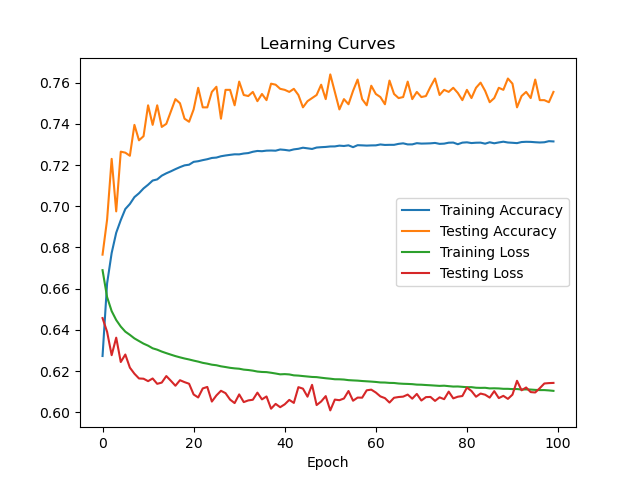 Learning Curves
0.76
0.74
0.72
0.70
0.68
0.66
0.64
0.62
0.60
Training Accuracy
Testing Accuracy
Training Loss
Testing Loss
0 20 40 60 80 100
Epoch